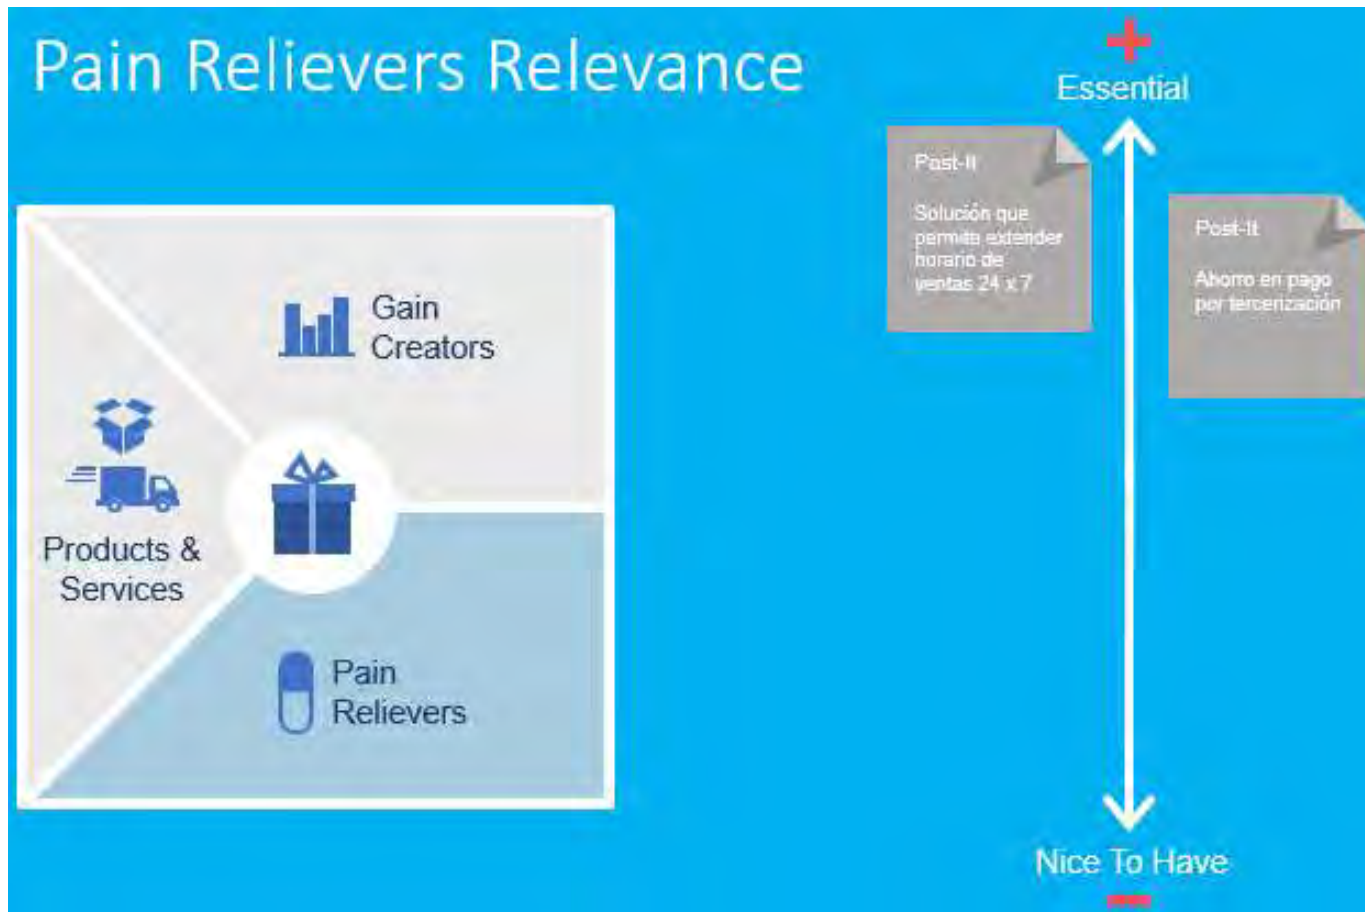 Pain Relievers Relevance
Essential
Post-It
Solución que
permite extender
horario de
ventas 24 x 7
Post-It
Ahorro en pago
por tercerización
Gain
Creators
Products &
Services
Pain
Relievers
Nice To Have